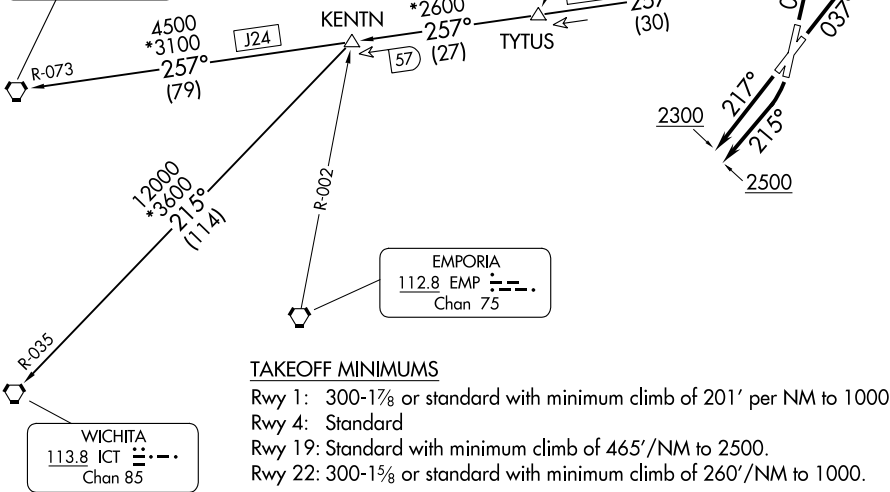 4500
*3100
257°
(79)
R-073
J24
KENTN
*2600
257°
(27)
57
TYTUS
257
(30)
037°
217°
215°
2300
2500
12000
*3600
215°
(114)
R-002
R-035
EMPORIA
112.8 EMP
Chan 75
WICHITA
113.8 ICT
Chan 85
TAKEOFF MINIMUMS
Rwy 1: 300-1⅞ or standard with minimum climb of 201' per NM to 1000
Rwy 4: Standard
Rwy 19: Standard with minimum climb of 465'/NM to 2500.
Rwy 22: 300-1⅝ or standard with minimum climb of 260'/NM to 1000.